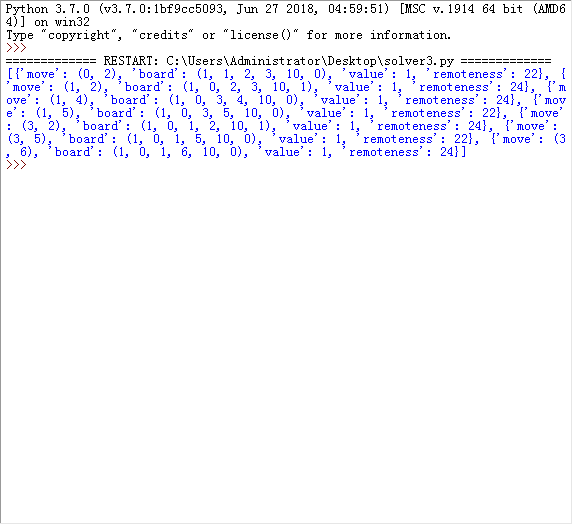 Python 3.7.0 (v3.7.0:1bf9cc5093, Jun 27 2018, 04:59:51) [MSC v.1914 64 bit (AMD6
4)] on win32
Type "copyright", "credits" or "license()" for more information.
>>>
============= RESTART: C:\Users\Administrator\Desktop\solver3.py =============
[{'move': (0, 2), 'board': (1, 1, 2, 3, 10, 0), 'value': 1, 'remoteness': 22}, {
'move': (1, 2), 'board': (1, 0, 2, 3, 10, 1), 'value': 1, 'remoteness': 24}, {'m
ove': (1, 4), 'board': (1, 0, 3, 4, 10, 0), 'value': 1, 'remoteness': 24}, {'mov
e': (1, 5), 'board': (1, 0, 3, 5, 10, 0), 'value': 1, 'remoteness': 22}, {'move'
: (3, 2), 'board': (1, 0, 1, 2, 10, 1), 'value': 1, 'remoteness': 24}, {'move':
(3, 5), 'board': (1, 0, 1, 5, 10, 0), 'value': 1, 'remoteness': 22}, {'move': (3
, 6), 'board': (1, 0, 1, 6, 10, 0), 'value': 1, 'remoteness': 24}]
>>>